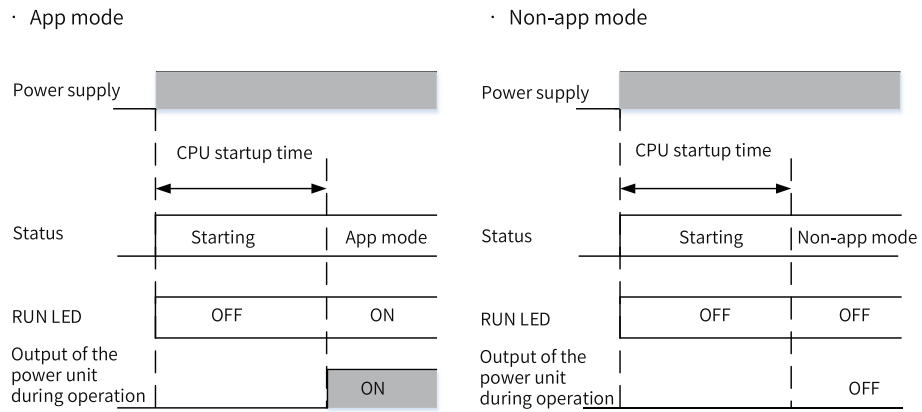 · App mode
Power supply
CPU startup time
Status
Starting
App mode
RUN LED
OFF
ON
Output of the
power unit
during operation
ON
· Non-app mode
Power supply
CPU startup time
Status
Starting
Non-app mode
RUN LED
OFF
OFF
Output of the
power unit
during operation
OFF